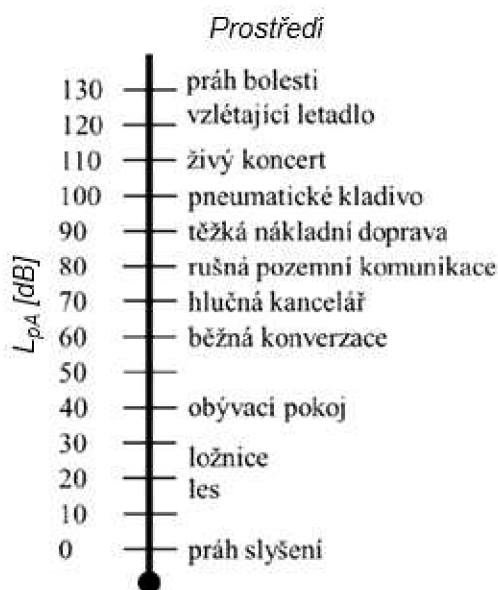 Prostředí
130 práh bolesti
120 vzlétající letadlo
110 živý koncert
100 pneumatické kladivo
90 těžká nákladní doprava
80 rušná pozemní komunikace
70 hlučná kancelář
60 běžná konverzace
50
40 obývací pokoj
30
ložnice
20
les
10
0 práh slyšení
LpA [dB]